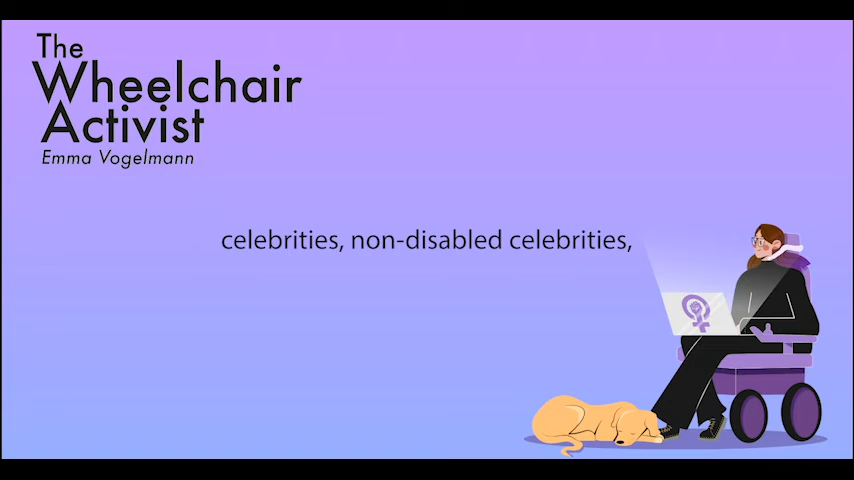 The
Wheelchair
Activist
Emma Vogelmann
celebrities, non-disabled celebrities,